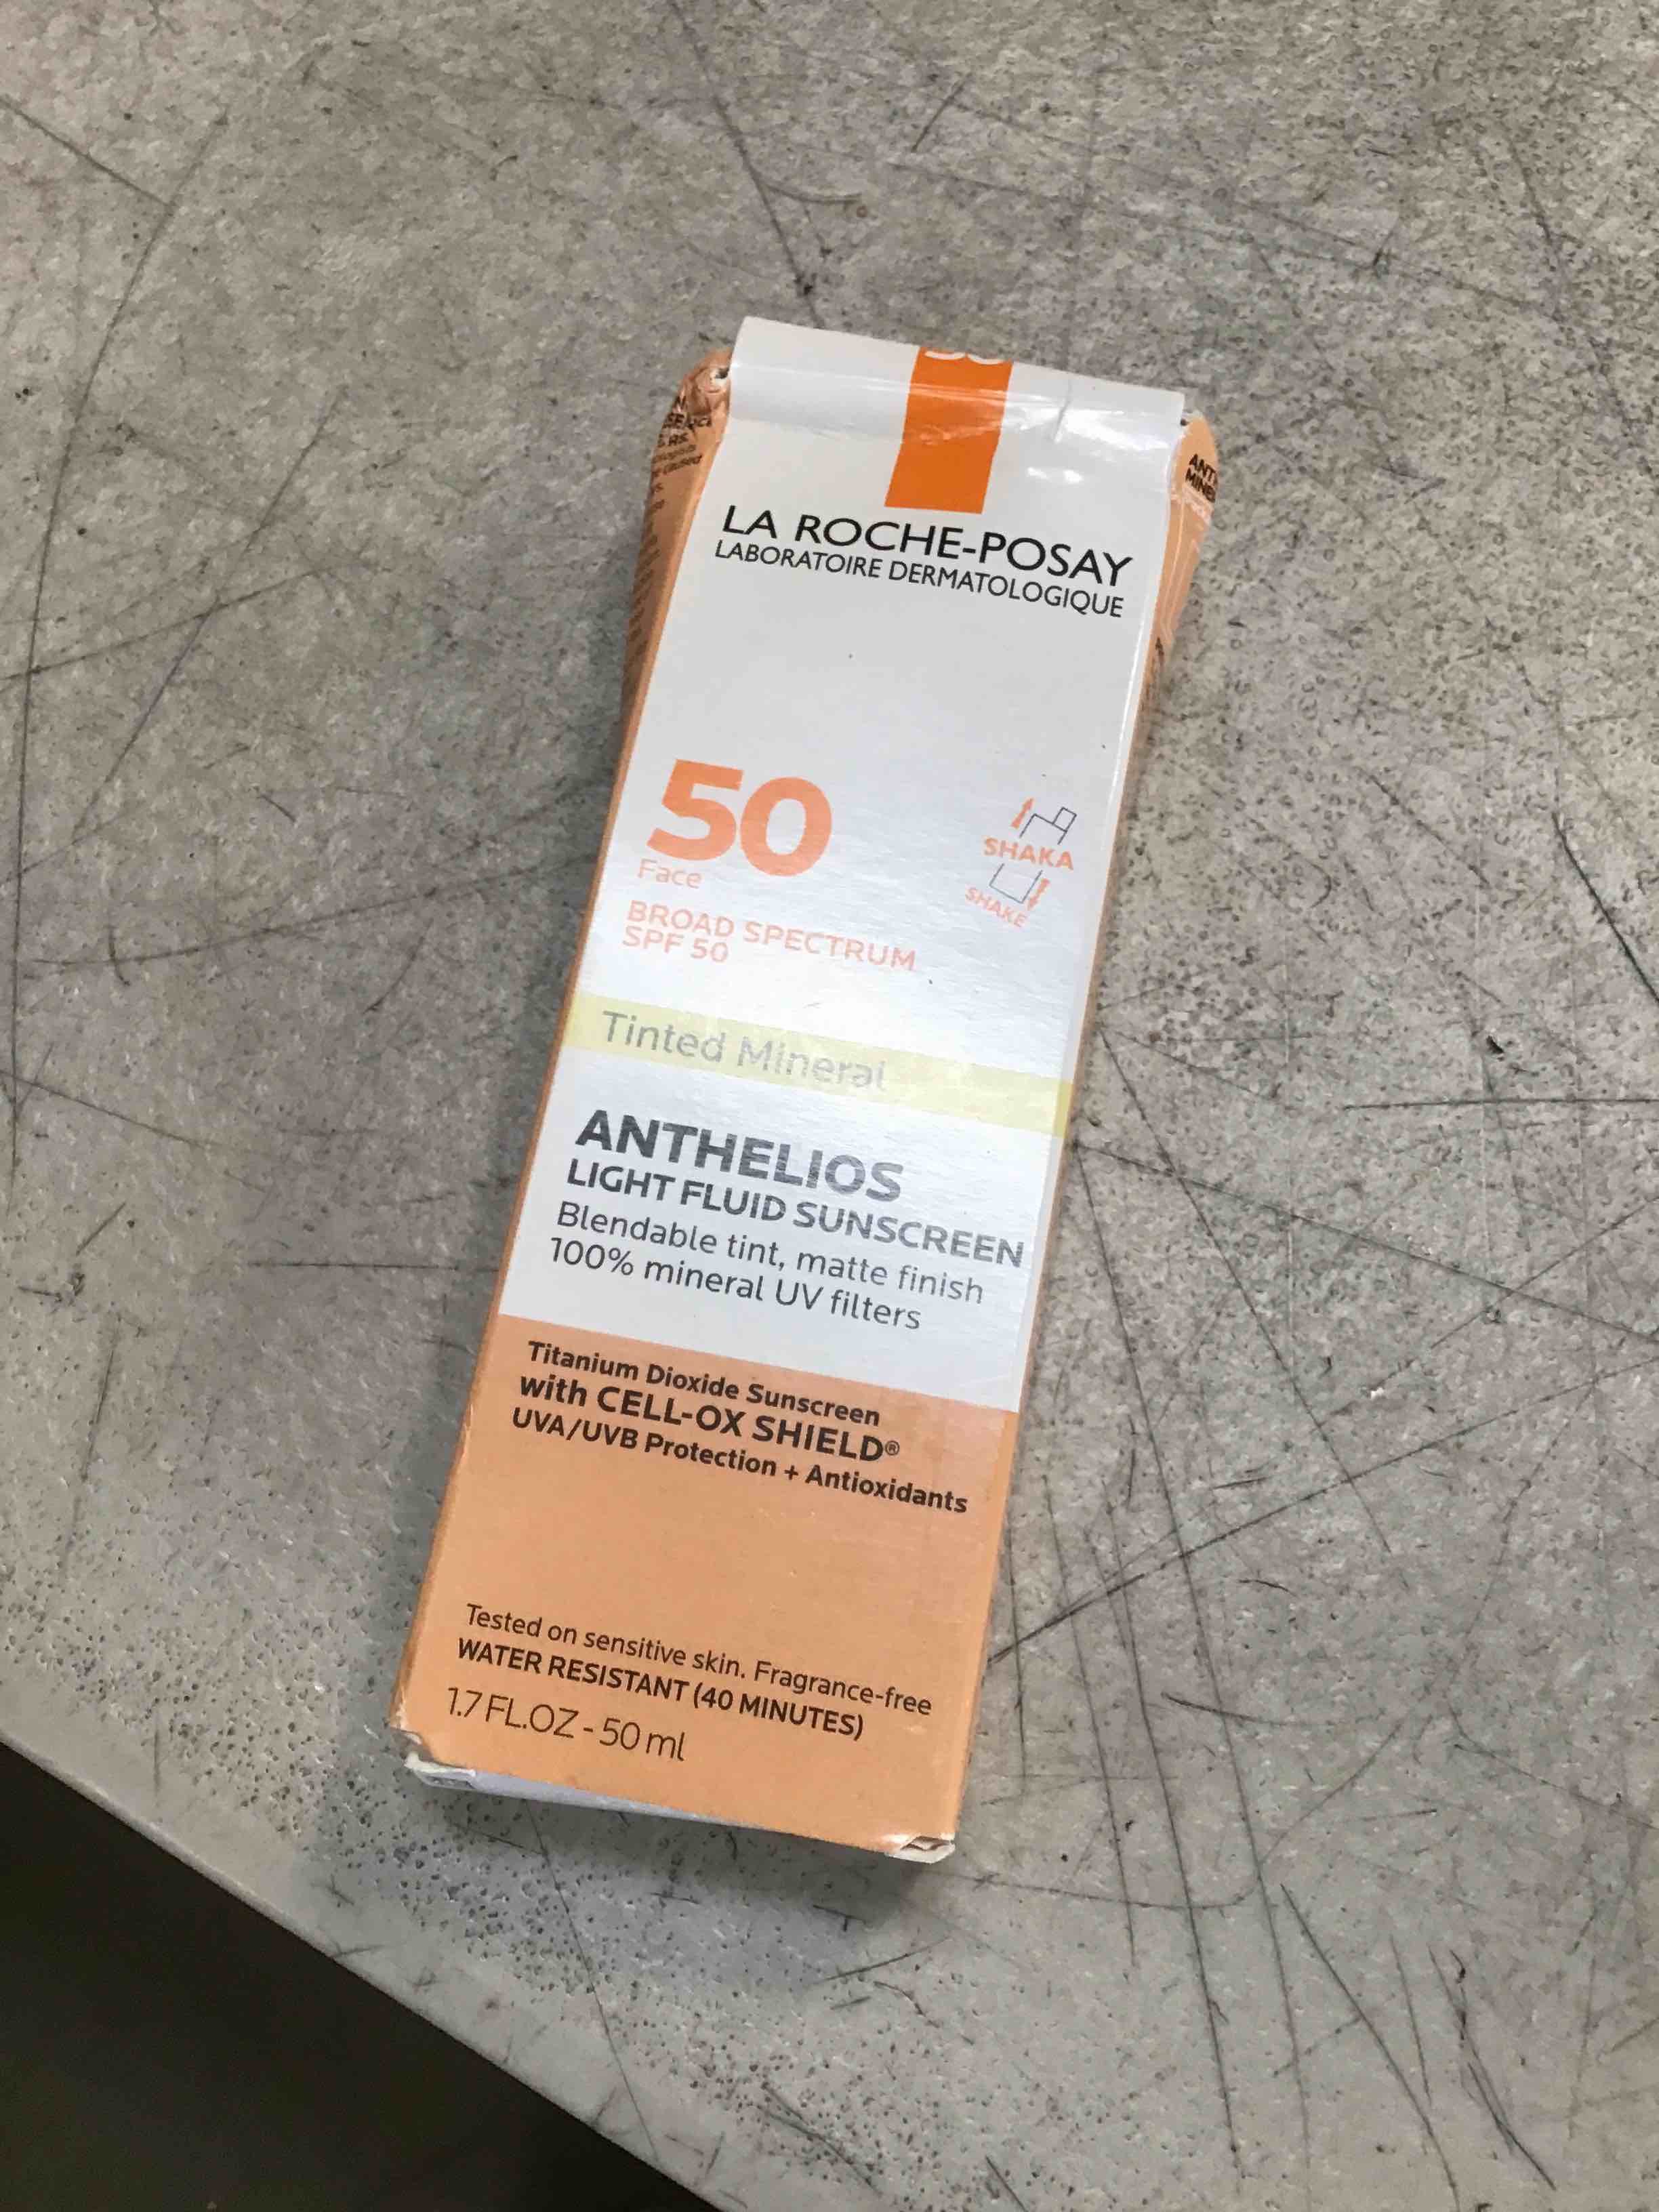 LA ROCHE-POSAY
LABORATOIRE DERMATOLOGIQUE
50
Face
BROAD SPECTRUM
SPF 50
SHAKA
SHAKE
Tinted Mineral
ANTHELIOS
LIGHT FLUID SUNSCREEN
Blendable tint, matte finish
100% mineral UV filters
Titanium Dioxide Sunscreen
with CELL-OX SHIELD®
UVA/UVB Protection + Antioxidants
Tested on sensitive skin. Fragrance-free
WATER RESISTANT (40 MINUTES)
1.7 FL.OZ - 50 ml